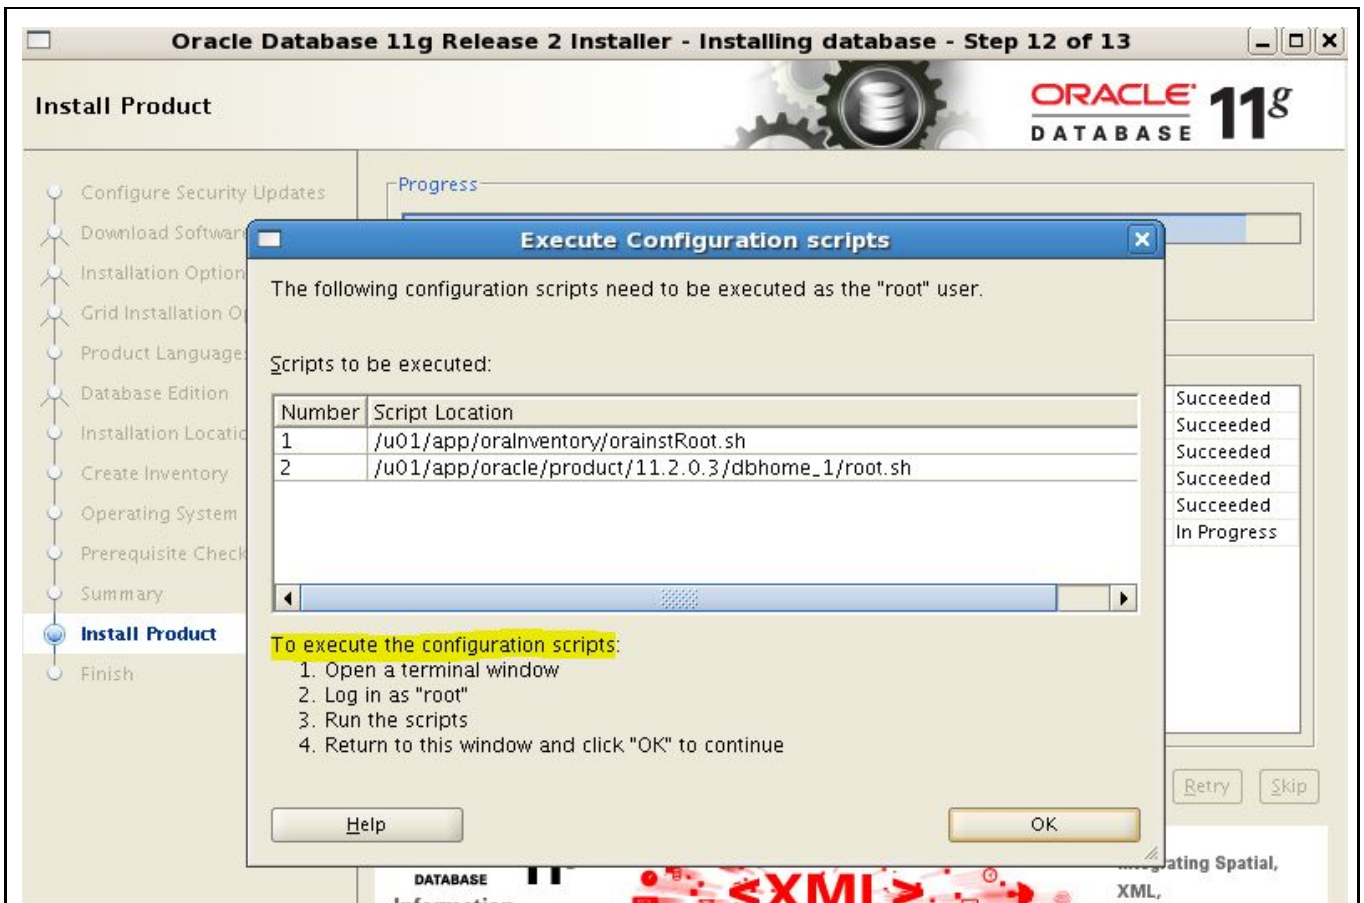 Oracle Database 11g Release 2 Installer - Installing database - Step 12 of 13
Install Product
ORACLE
DATABASE
11g
Configure Security Updates
Download Software
Installation Option
Grid Installation O
Product Language
Database Edition
Installation Locatio
Create Inventory
Operating System
Prerequisite Check
Summary
Install Product
Finish
Progress
Execute Configuration scripts
The following configuration scripts need to be executed as the "root" user.
Scripts to be executed:
Number Script Location
1 /u01/app/oraInventory/orainstRoot.sh
2 /u01/app/oracle/product/11.2.0.3/dbhome_1/root.sh
To execute the configuration scripts:
1. Open a terminal window
2. Log in as "root"
3. Run the scripts
4. Return to this window and click "OK" to continue
Help
OK
Succeeded
Succeeded
Succeeded
Succeeded
Succeeded
In Progress
Retry
Skip
DATABASE
<XML>
ating Spatial,
XML,